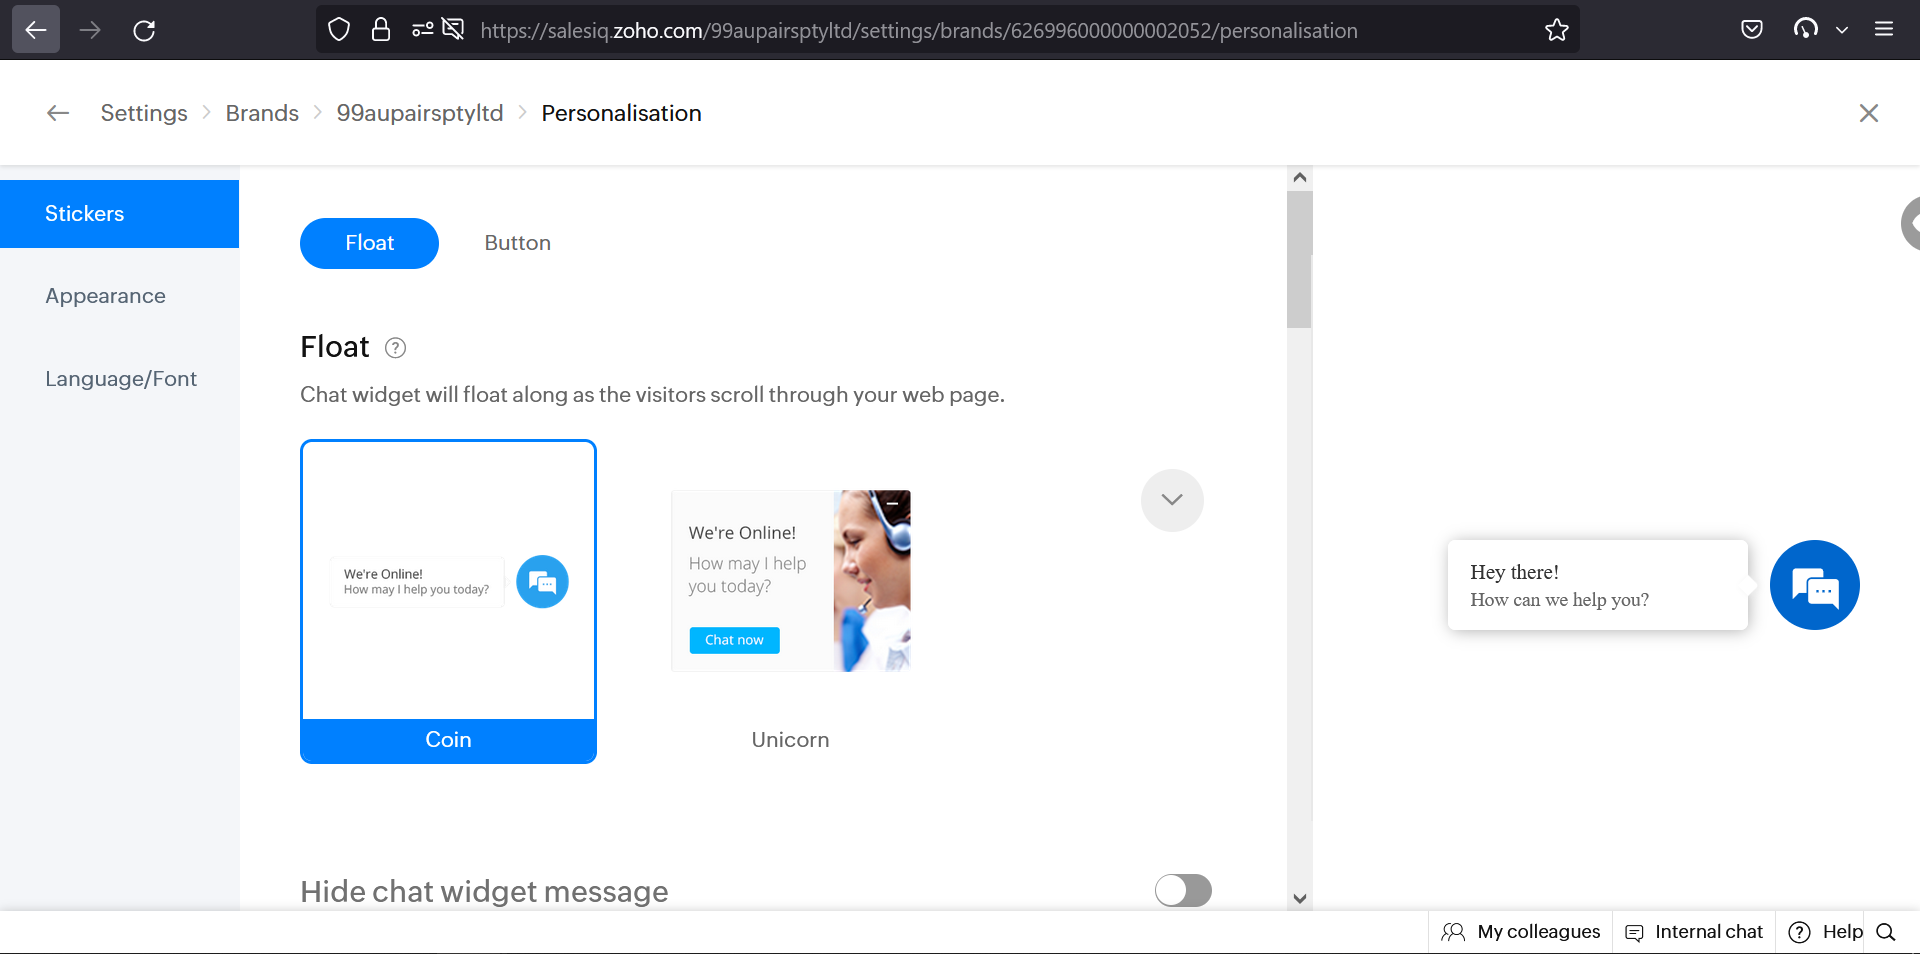 https://salesiq.zoho.com/99aupairsptyltd/settings/brands/626996000000002052/personalisation
Settings Brands 99aupairsptyltd Personalisation
Stickers
Appearance
Language/Font
Float Button
Float ?
Chat widget will float along as the visitors scroll through your web page.
We're Online!
How may I help you today?
Coin
We're Online!
How may I help
you today?
Chat now
Unicorn
Hide chat widget message
Hey there!
How can we help you?
My colleagues Internal chat ? Help